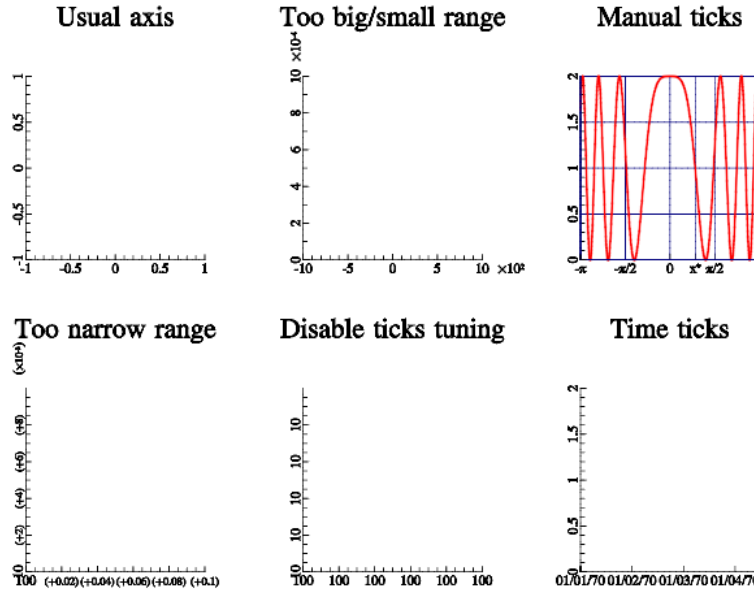 Usual axis
Too big/small range
Manual ticks
×10⁴
1
0.5
0
-0.5
-1
-1 -0.5 0 0.5 1
10
8
6
4
2
0
-10 -5 0 5 10 ×10²
2
1.5
1
0.5
0
-π -π/2 0 x* π/2
Too narrow range
Disable ticks tuning
Time ticks
(×10⁴)
(+8)
(+6)
(+4)
(+2)
10
100 (+0.02) (+0.04) (+0.06) (+0.08) (+0.1)
10
10
10
10
10
100 100 100 100 100 100
2
1.5
1
0.5
0
01/01/70 01/02/70 01/03/70 01/04/70